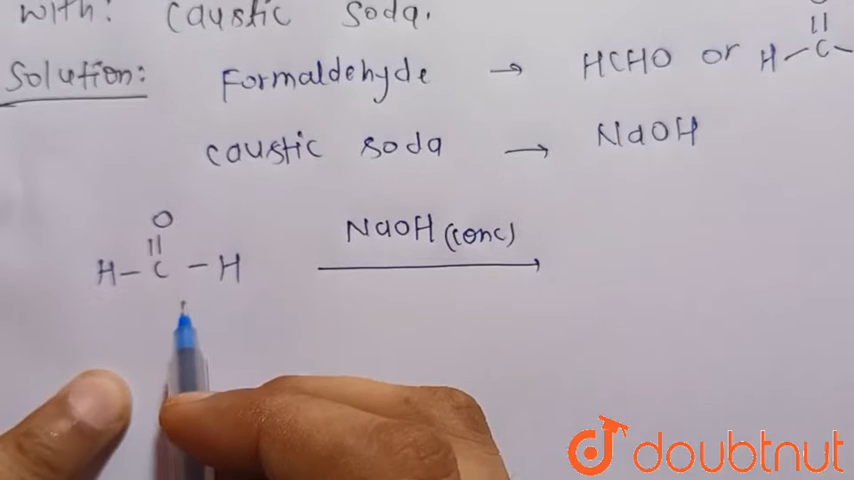 with: caustic soda.
Solution: Formaldehyde → HCHO or H-C-
caustic soda → NaOH
O
H-C-H NaOH (conc)
doubtnut